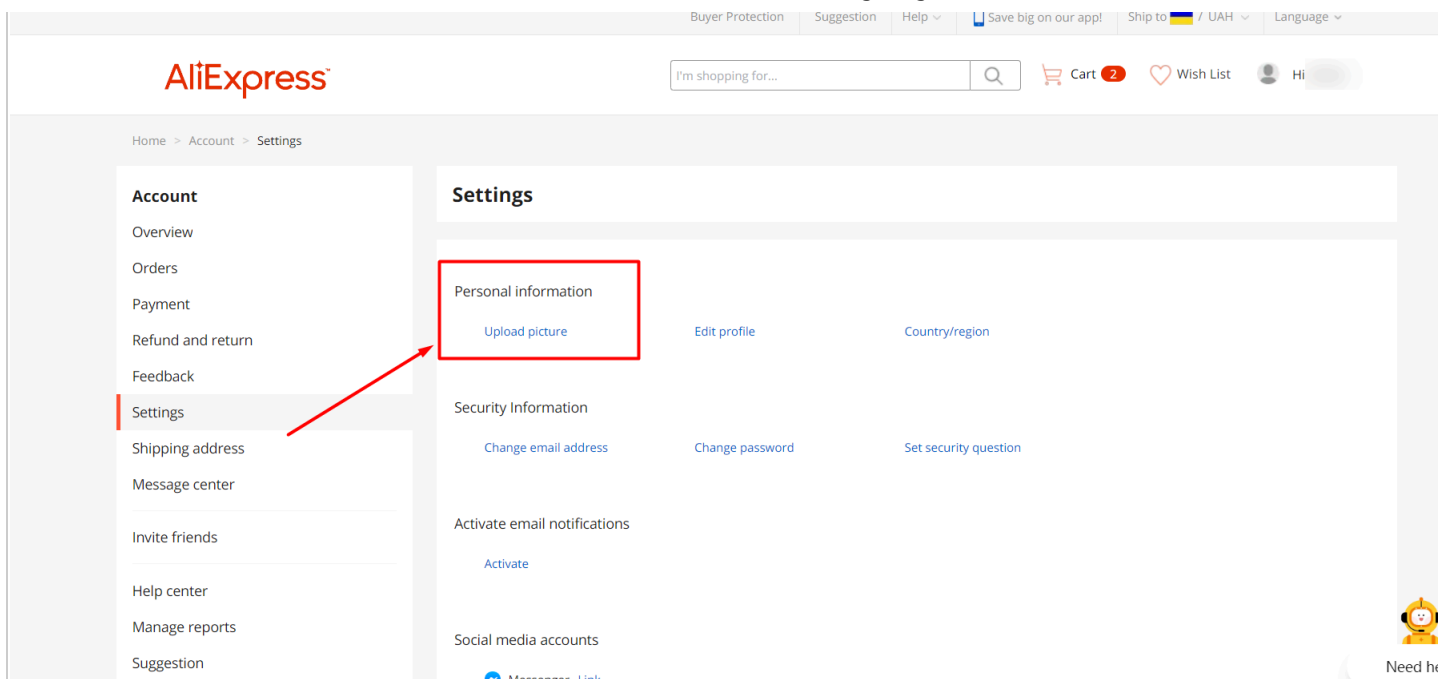 Buyer Protection Suggestion Help Save big on our app! Ship to / UAH Language
AliExpress I'm shopping for... Cart 2 Wish List Hi
Home > Account > Settings
Account
Overview
Orders
Payment
Refund and return
Feedback
Settings
Shipping address
Message center
Invite friends
Help center
Manage reports
Suggestion
Settings
Personal information
Upload picture Edit profile Country/region
Security Information
Change email address Change password Set security question
Activate email notifications
Activate
Social media accounts
Messenger Link
Need he